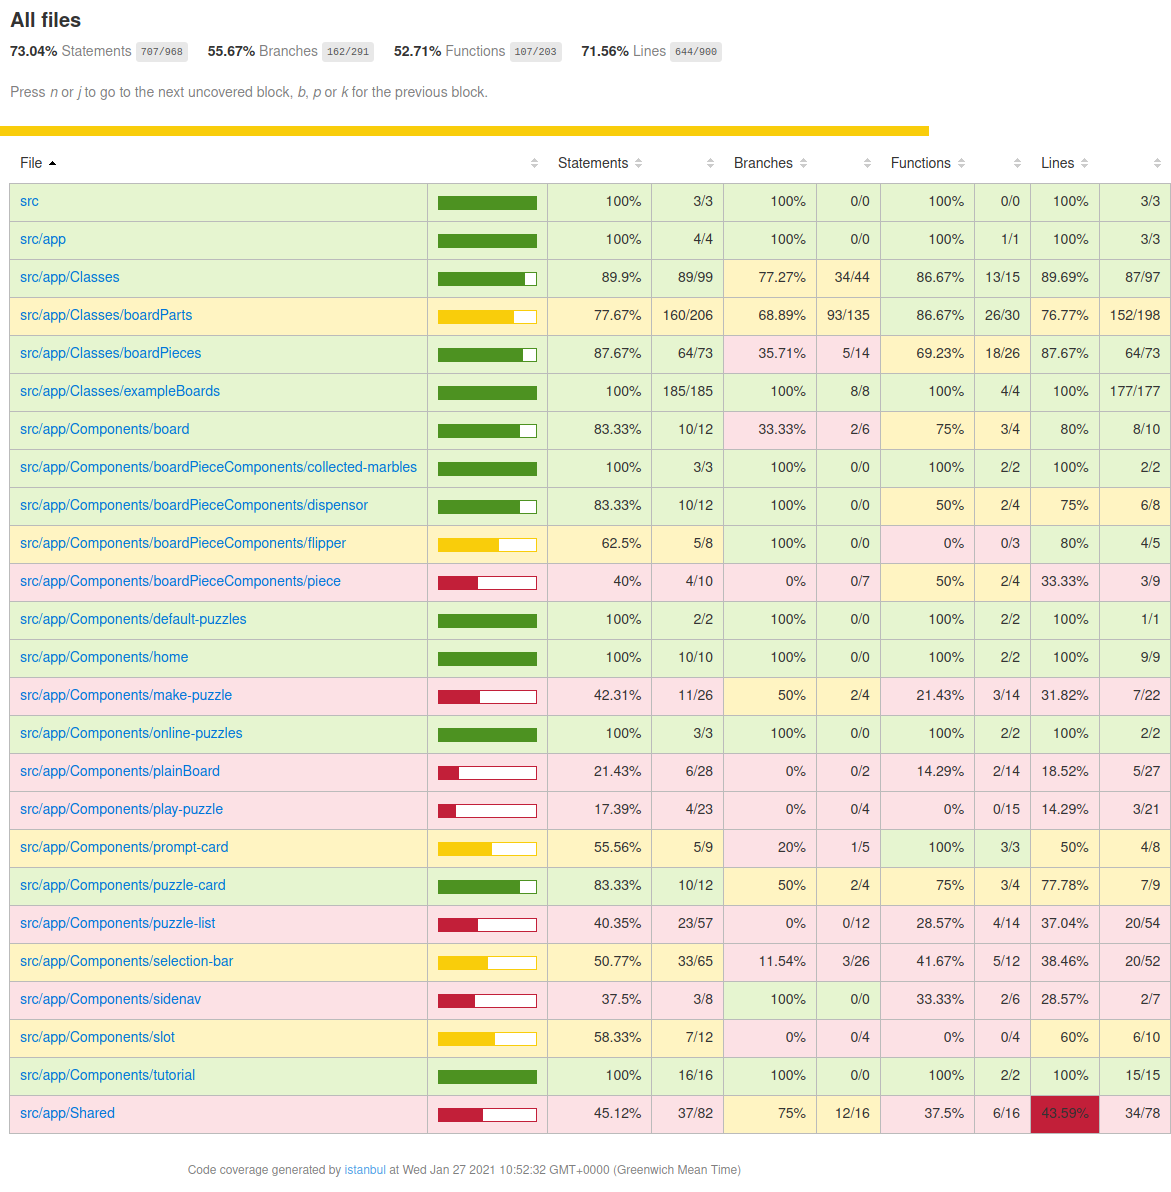 All files
73.04% Statements 707/968 55.67% Branches 162/291 52.71% Functions 107/203 71.56% Lines 644/900
Press n or j to go to the next uncovered block, b, p or k for the previous block.
File Statements Branches Functions Lines
src 100% 3/3 100% 0/0 100% 0/0 100% 3/3
src/app 100% 4/4 100% 0/0 100% 1/1 100% 3/3
src/app/Classes 89.9% 89/99 77.27% 34/44 86.67% 13/15 89.69% 87/97
src/app/Classes/boardParts 77.67% 160/206 68.89% 93/135 86.67% 26/30 76.77% 152/198
src/app/Classes/boardPieces 87.67% 64/73 35.71% 5/14 69.23% 18/26 87.67% 64/73
src/app/Classes/exampleBoards 100% 185/185 100% 8/8 100% 4/4 100% 177/177
src/app/Components/board 83.33% 10/12 33.33% 2/6 75% 3/4 80% 8/10
src/app/Components/boardPieceComponents/collected-marbles 100% 3/3 100% 0/0 100% 2/2 100% 2/2
src/app/Components/boardPieceComponents/dispensor 83.33% 10/12 100% 0/0 50% 2/4 75% 6/8
src/app/Components/boardPieceComponents/flipper 62.5% 5/8 100% 0/0 0% 0/3 80% 4/5
src/app/Components/boardPieceComponents/piece 40% 4/10 0% 0/7 50% 2/4 33.33% 3/9
src/app/Components/default-puzzles 100% 2/2 100% 0/0 100% 2/2 100% 1/1
src/app/Components/home 100% 10/10 100% 0/0 100% 2/2 100% 9/9
src/app/Components/make-puzzle 42.31% 11/26 50% 2/4 21.43% 3/14 31.82% 7/22
src/app/Components/online-puzzles 100% 3/3 100% 0/0 100% 2/2 100% 2/2
src/app/Components/plainBoard 21.43% 6/28 0% 0/2 14.29% 2/14 18.52% 5/27
src/app/Components/play-puzzle 17.39% 4/23 0% 0/4 0% 0/15 14.29% 3/21
src/app/Components/prompt-card 55.56% 5/9 20% 1/5 100% 3/3 50% 4/8
src/app/Components/puzzle-card 83.33% 10/12 50% 2/4 75% 3/4 77.78% 7/9
src/app/Components/puzzle-list 40.35% 23/57 0% 0/12 28.57% 4/14 37.04% 20/54
src/app/Components/selection-bar 50.77% 33/65 11.54% 3/26 41.67% 5/12 38.46% 20/52
src/app/Components/sidenav 37.5% 3/8 100% 0/0 33.33% 2/6 28.57% 2/7
src/app/Components/slot 58.33% 7/12 0% 0/4 0% 0/4 60% 6/10
src/app/Components/tutorial 100% 16/16 100% 0/0 100% 2/2 100% 15/15
src/app/Shared 45.12% 37/82 75% 12/16 37.5% 6/16 43.59% 34/78
Code coverage generated by istanbul at Wed Jan 27 2021 10:52:32 GMT+0000 (Greenwich Mean Time)